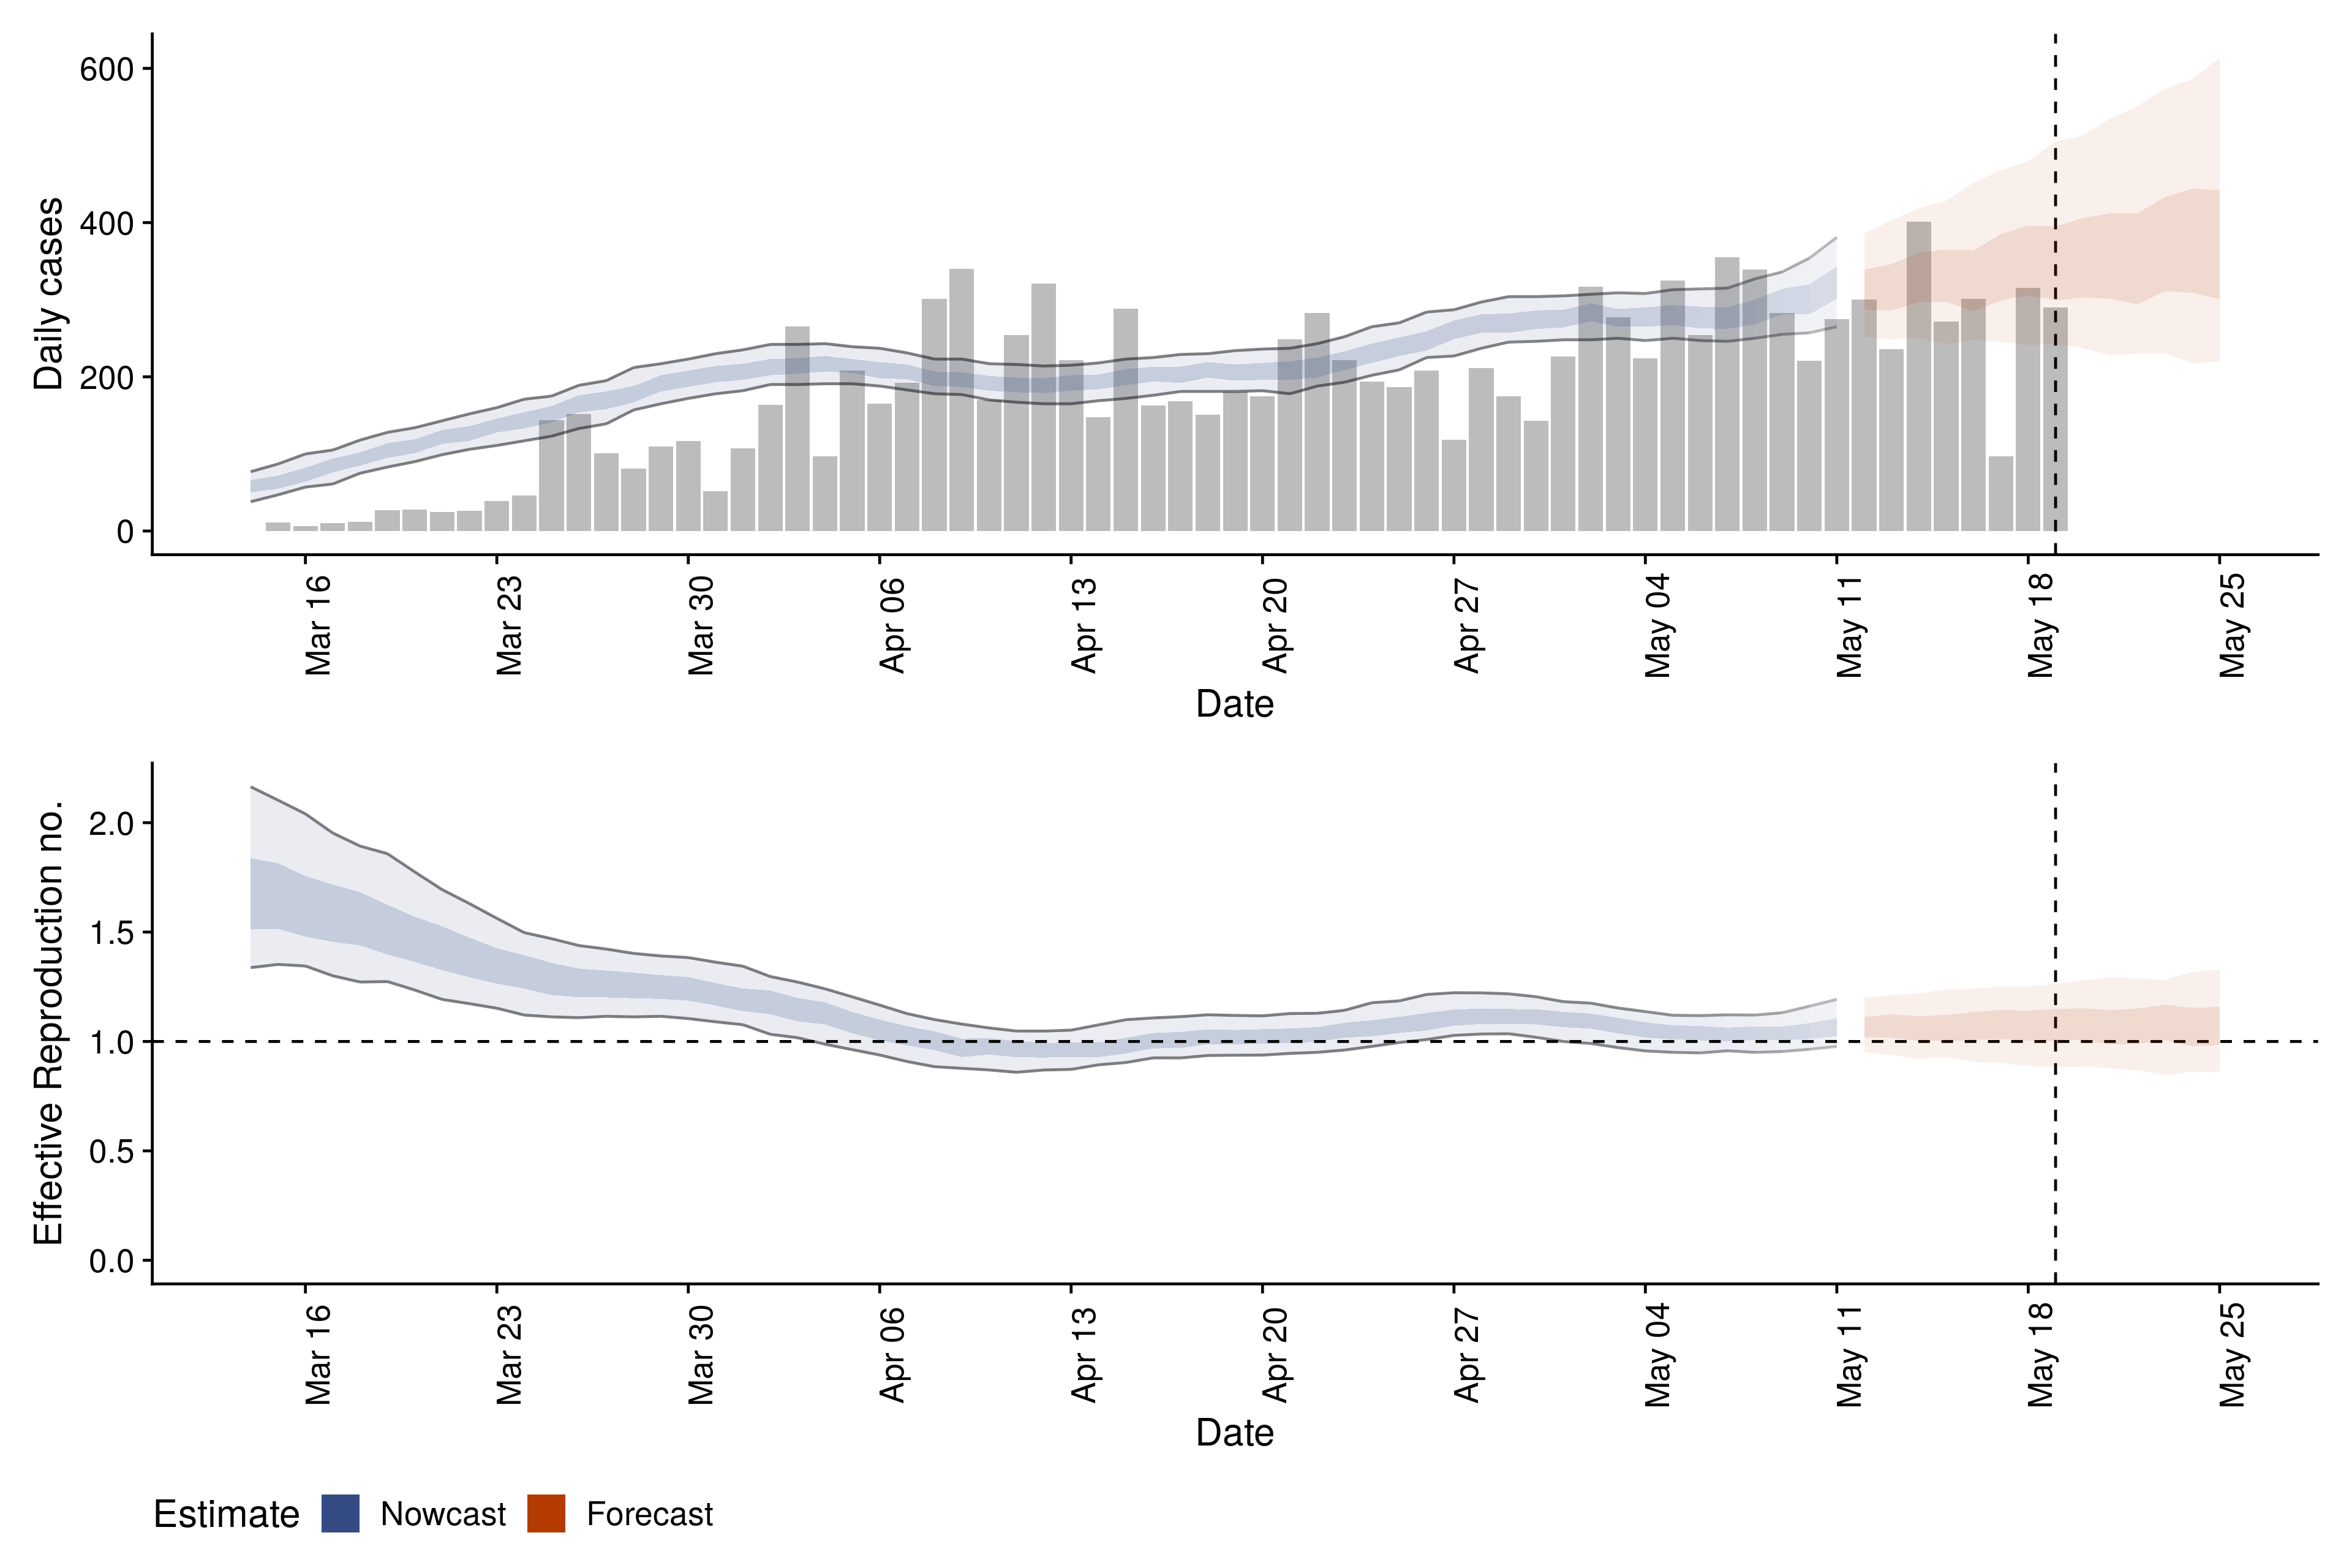 Daily cases
600
400
200
0
Mar 16
Mar 23
Mar 30
Apr 06
Apr 13
Apr 20
Apr 27
May 04
May 11
May 18
May 25
Date
Effective Reproduction no.
2.0
1.5
1.0
0.5
0.0
Mar 16
Mar 23
Mar 30
Apr 06
Apr 13
Apr 20
Apr 27
May 04
May 11
May 18
May 25
Date
Estimate Nowcast Forecast